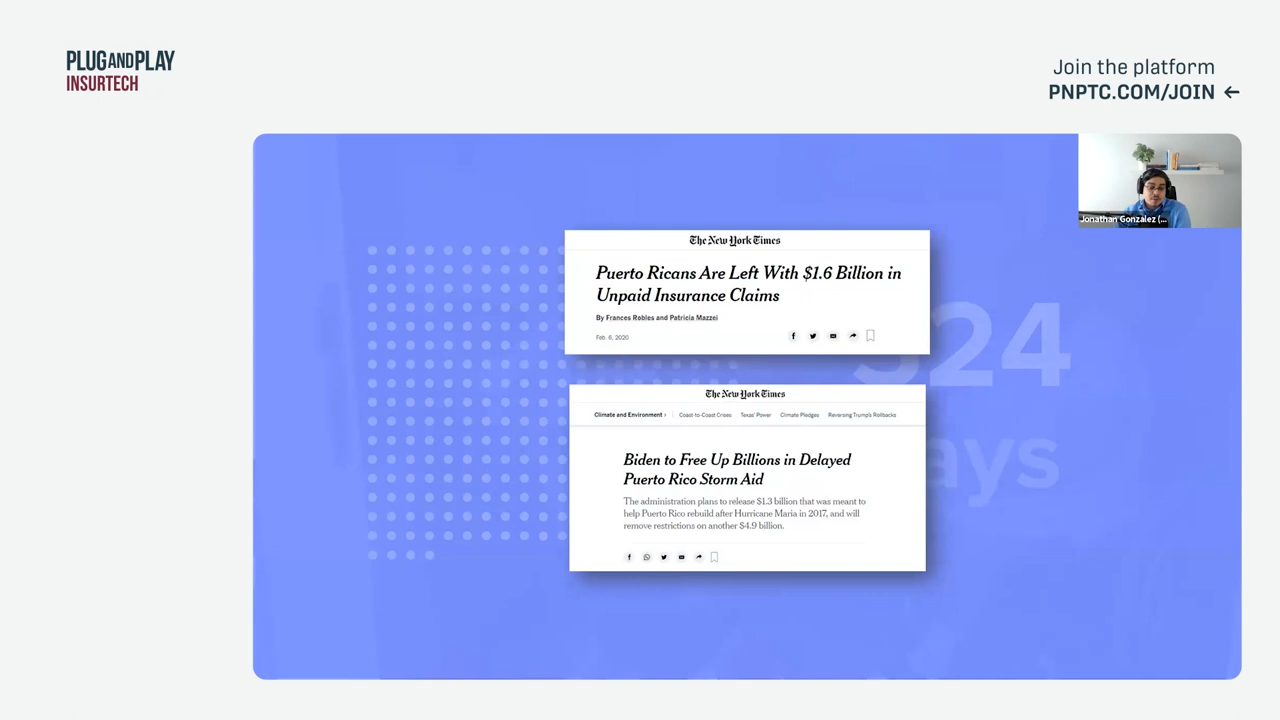 PLUGANDPLAY
INSURTECH
Join the platform
PNPTC.COM/JOIN ←
Jonathan Gonzalez (...
The New York Times
Puerto Ricans Are Left With $1.6 Billion in
Unpaid Insurance Claims
By Frances Robles and Patricia Mazzei
Feb. 6, 2020
324
The New York Times
Climate and Environment › | Coast-to-Coast Crises Texas' Power Climate Pledges Reversing Trump's Rollbacks
Biden to Free Up Billions in Delayed
Puerto Rico Storm Aid
The administration plans to release $1.3 billion that was meant to
help Puerto Rico rebuild after Hurricane Maria in 2017, and will
remove restrictions on another $4.9 billion.